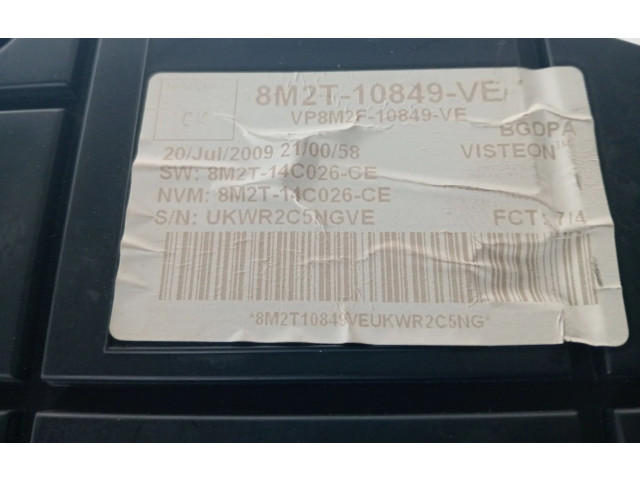 8M2T-10849-VE
CK
VP8M2F-10849-VE
BGDPA
20/Jul/2009 21/00/58
VISTEON
SW: 8M2T-14C026-CE
NVM: 8M2T-14C026-CE
S/N: UKWR2C5NGVE
FCT: 7/4
*8M2T10849VEUKWR2C5NG*